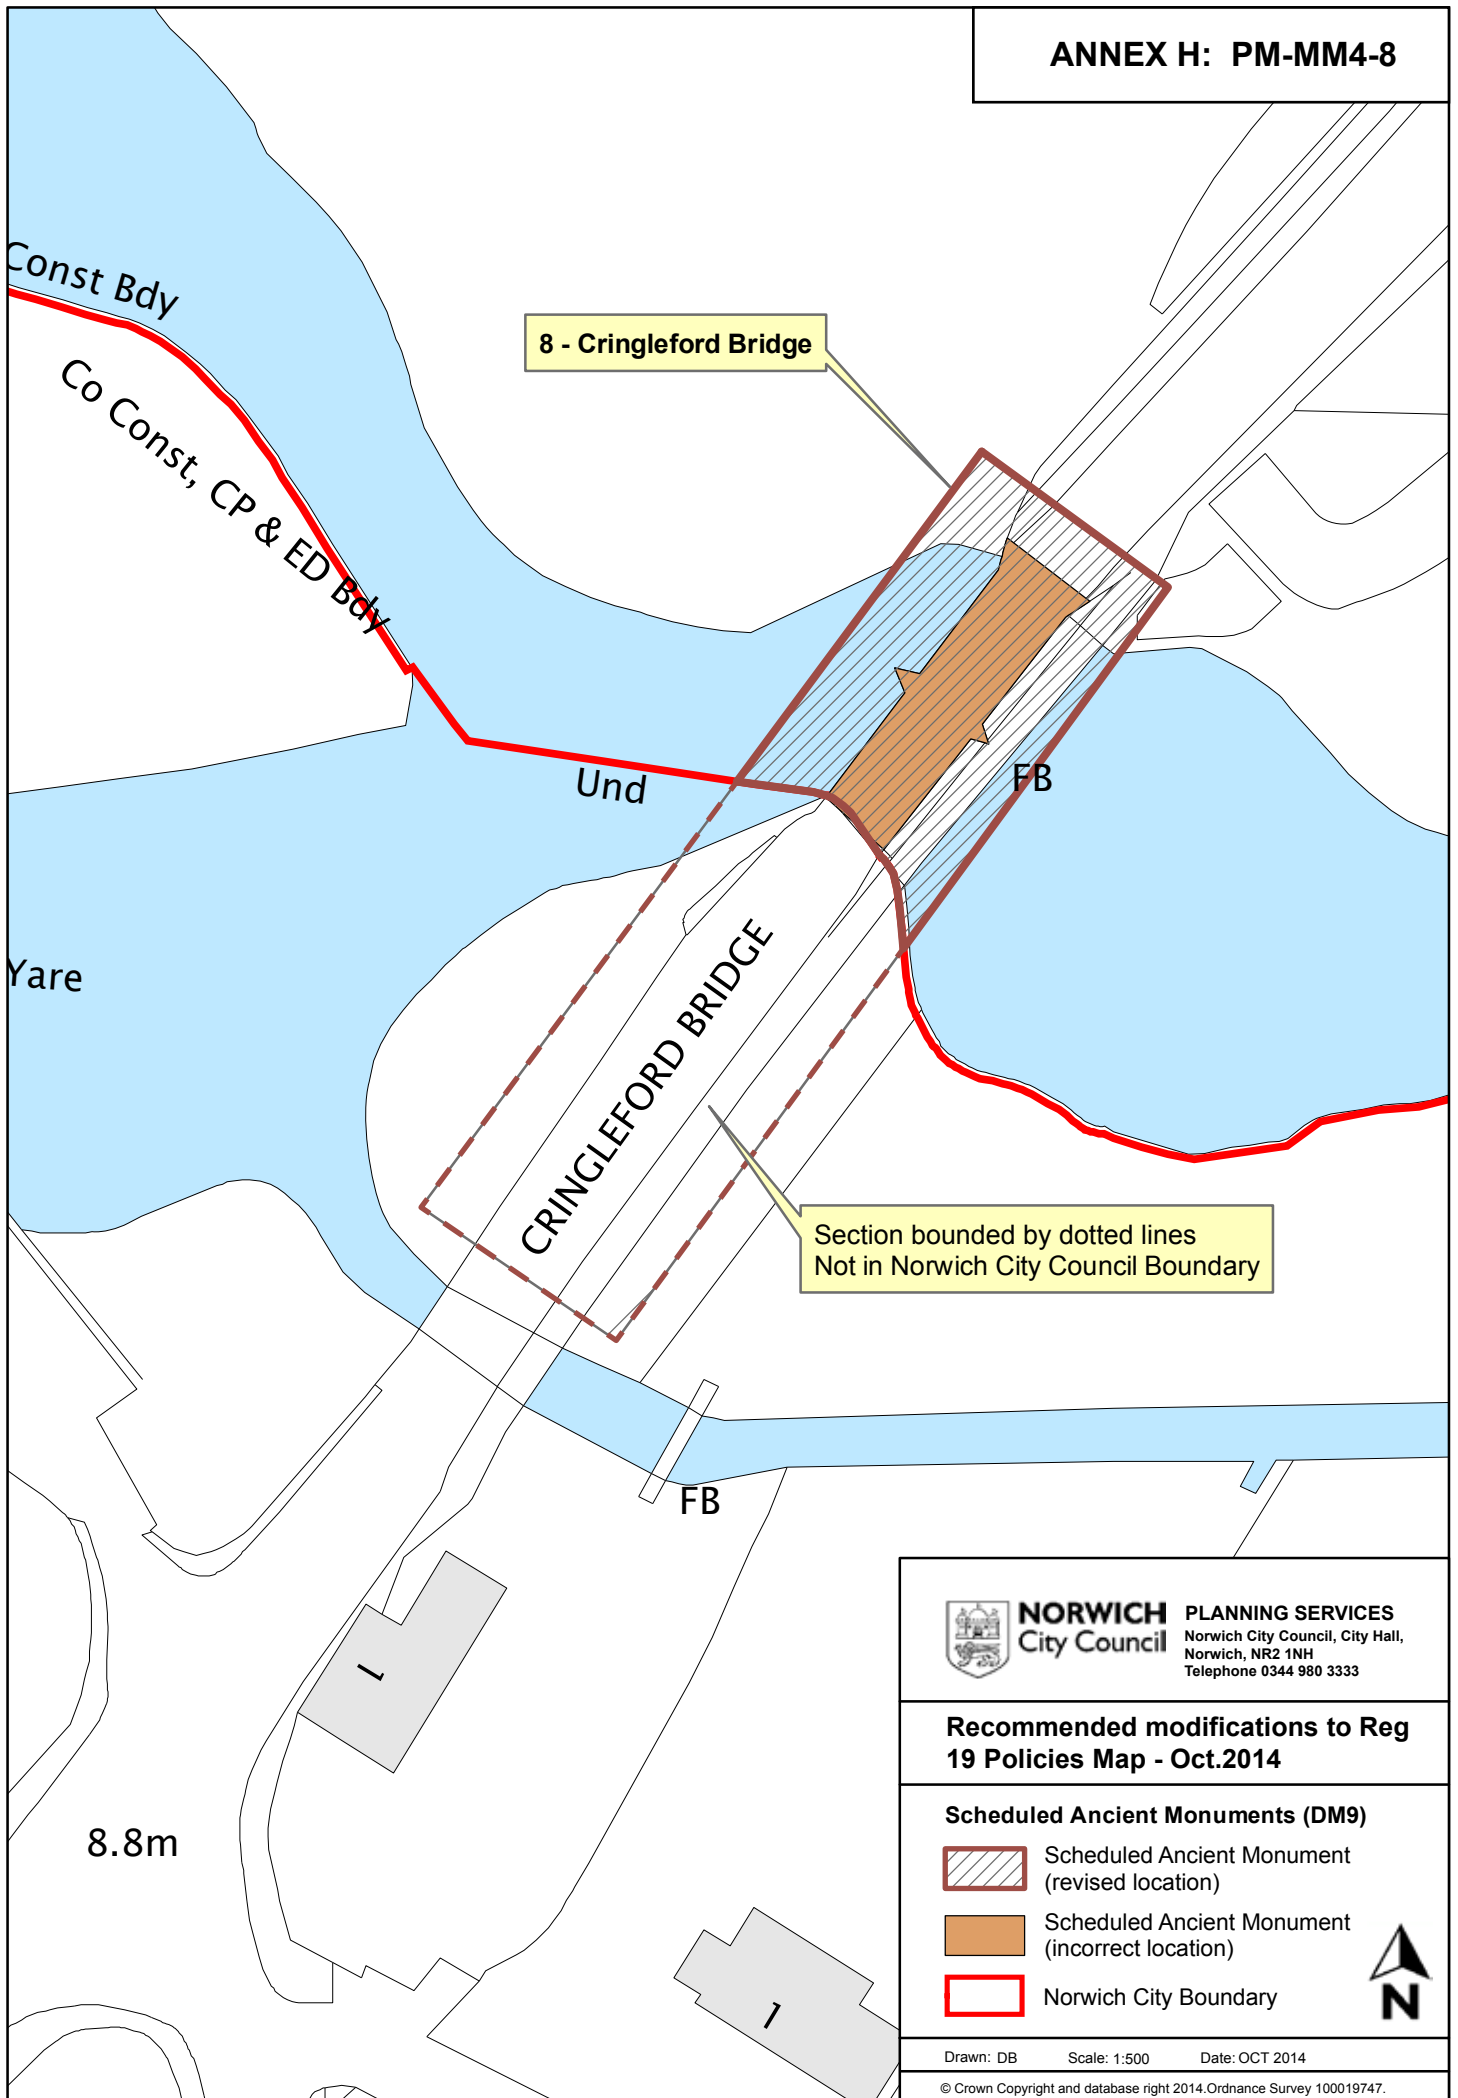 ANNEX H: PM-MM4-8
Const Bdy
8 - Cringleford Bridge
Co Const, CP & ED Bdy
Und
FB
Yare
CRINGLEFORD BRIDGE
Section bounded by dotted lines
Not in Norwich City Council Boundary
FB
1
8.8m
1
NORWICH
City Council
PLANNING SERVICES
Norwich City Council, City Hall,
Norwich, NR2 1NH
Telephone 0344 980 3333
Recommended modifications to Reg
19 Policies Map - Oct.2014
Scheduled Ancient Monuments (DM9)
Scheduled Ancient Monument
(revised location)
Scheduled Ancient Monument
(incorrect location)
Norwich City Boundary
N
Drawn: DB Scale: 1:500 Date: OCT 2014
© Crown Copyright and database right 2014.Ordnance Survey 100019747.